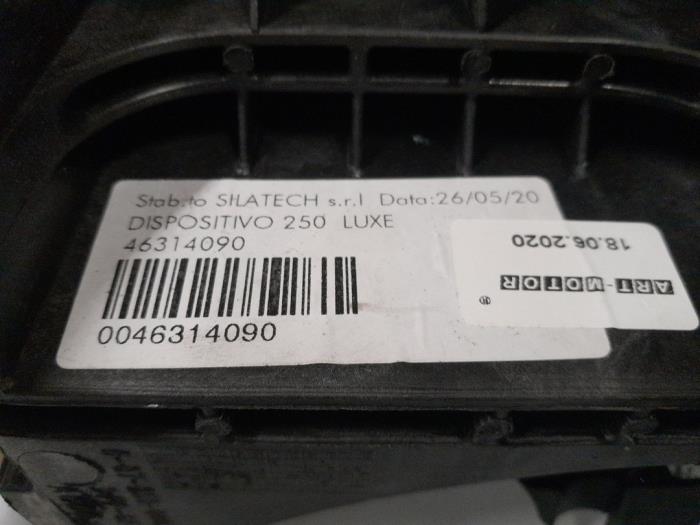 Stab.to SILATECH s.r.l Data:26/05/20
DISPOSITIVO 250 LUXE
46314090
0046314090
ART-MOTOR
18.06.2020